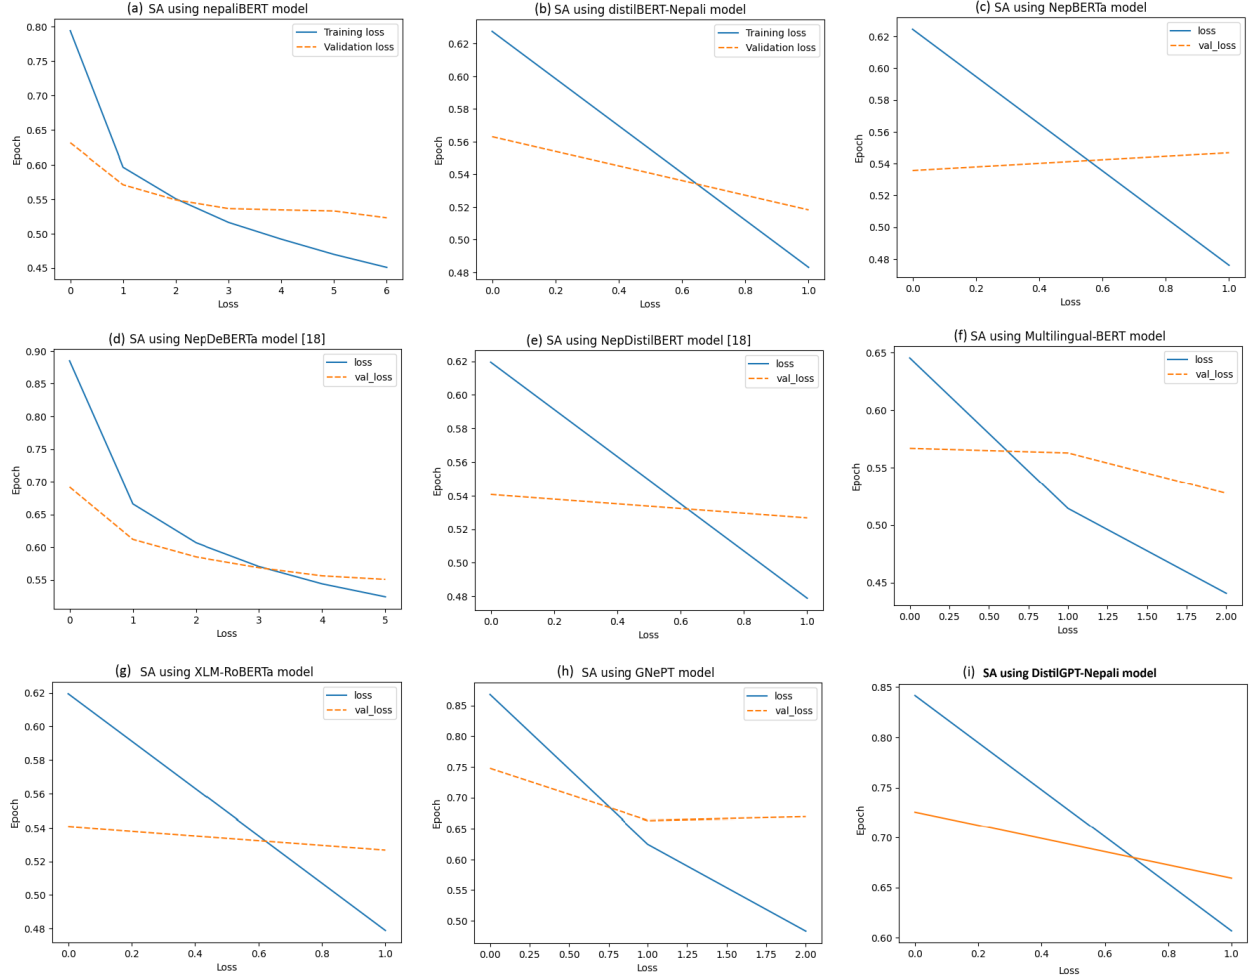 (a) SA using nepaliBERT model
0.80
0.75
0.70
0.65
0.60
0.55
0.50
0.45
Epoch
Training loss
Validation loss
0 1 2 3 4 5 6
Loss
(b) SA using distilBERT-Nepali model
0.62
0.60
0.58
0.56
0.54
0.52
0.50
0.48
Epoch
Training loss
Validation loss
0.0 0.2 0.4 0.6 0.8 1.0
Loss
(c) SA using NepBERTa model
0.62
0.60
0.58
0.56
0.54
0.52
0.50
0.48
Epoch
loss
val_loss
0.0 0.2 0.4 0.6 0.8 1.0
Loss
(d) SA using NepDeBERTa model [18]
0.90
0.85
0.80
0.75
0.70
0.65
0.60
0.55
Epoch
loss
val_loss
0 1 2 3 4 5
Loss
(e) SA using NepDistilBERT model [18]
0.62
0.60
0.58
0.56
0.54
0.52
0.50
0.48
Epoch
loss
val_loss
0.0 0.2 0.4 0.6 0.8 1.0
Loss
(f) SA using Multilingual-BERT model
0.65
0.60
0.55
0.50
0.45
Epoch
loss
val_loss
0.00 0.25 0.50 0.75 1.00 1.25 1.50 1.75 2.00
Loss
(g) SA using XLM-RoBERTa model
0.62
0.60
0.58
0.56
0.54
0.52
0.50
0.48
Epoch
loss
val_loss
0.0 0.2 0.4 0.6 0.8 1.0
Loss
(h) SA using GNePT model
0.85
0.80
0.75
0.70
0.65
0.60
0.55
0.50
Epoch
loss
val_loss
0.00 0.25 0.50 0.75 1.00 1.25 1.50 1.75 2.00
Loss
(i) SA using DistilGPT-Nepali model
0.85
0.80
0.75
0.70
0.65
0.60
Epoch
0.0 0.2 0.4 0.6 0.8 1.0
Loss